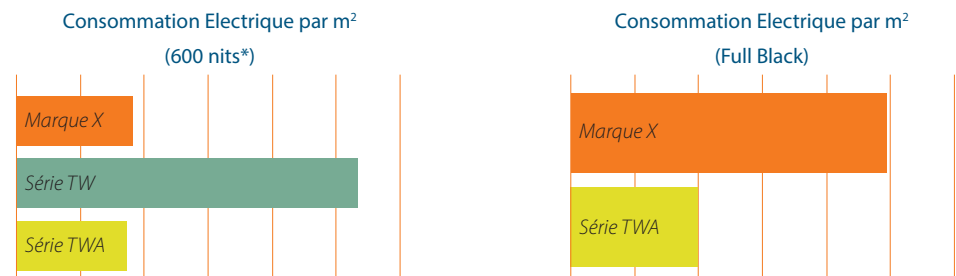 Consommation Electrique par m²
(600 nits*)
Marque X
Série TW
Série TWA
Consommation Electrique par m²
(Full Black)
Marque X
Série TWA